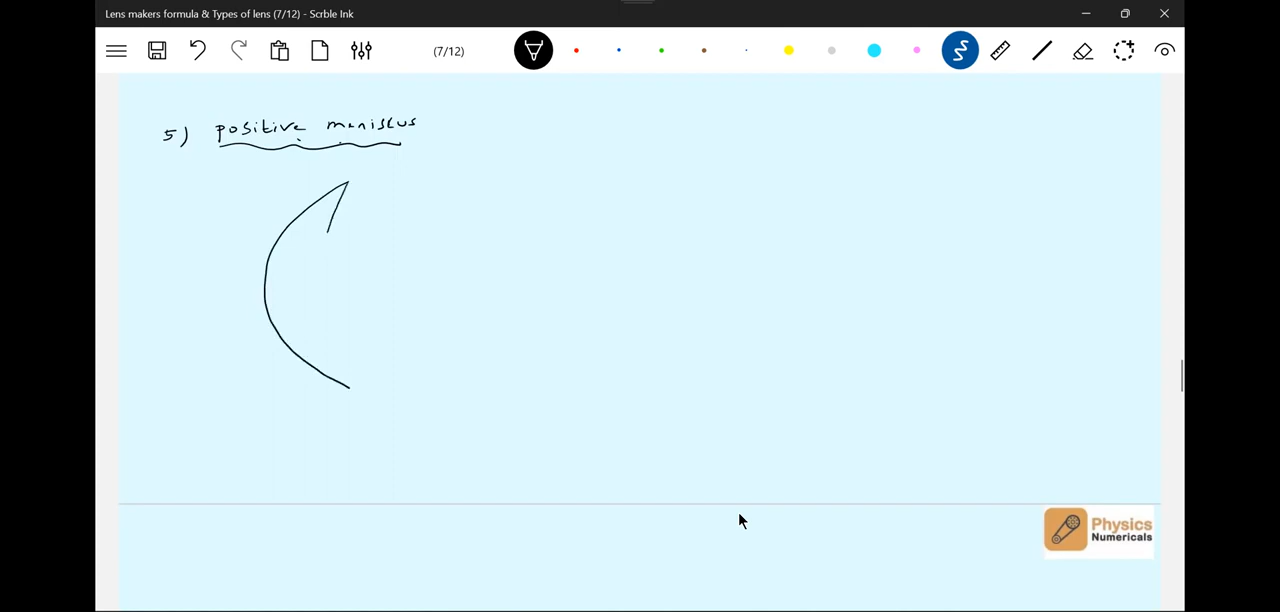 Lens makers formula & Types of lens (7/12) - Scrble Ink
(7/12)
5) positive meniscus
Physics
Numericals